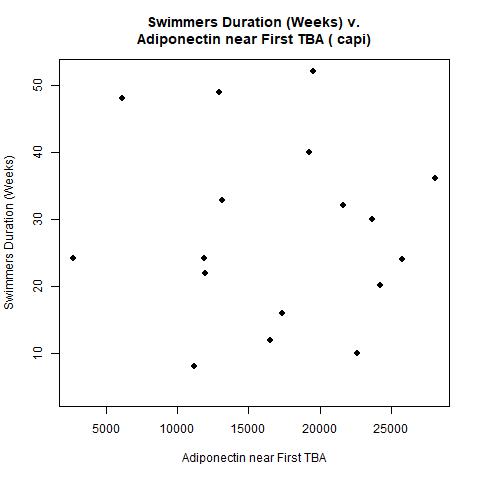 Swimmers Duration (Weeks) v.
Adiponectin near First TBA ( capi)
50
40
30
20
10
Swimmers Duration (Weeks)
5000 10000 15000 20000 25000
Adiponectin near First TBA